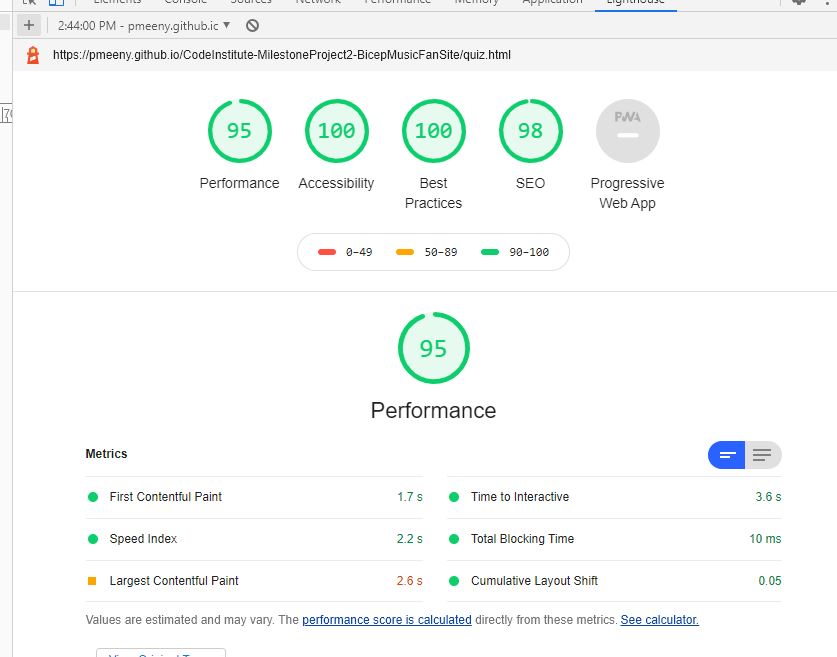 Elements Console Sources Network Performance Memory Application Lighthouse
2:44:00 PM - pmeeny.github.ic
https://pmeeny.github.io/CodeInstitute-MilestoneProject2-BicepMusicFanSite/quiz.html
95 100 100 98 PWA
Performance Accessibility Best Practices SEO Progressive Web App
0–49 50–89 90–100
95
Performance
Metrics
First Contentful Paint 1.7 s
Time to Interactive 3.6 s
Speed Index 2.2 s
Total Blocking Time 10 ms
Largest Contentful Paint 2.6 s
Cumulative Layout Shift 0.05
Values are estimated and may vary. The performance score is calculated directly from these metrics. See calculator.
View Original